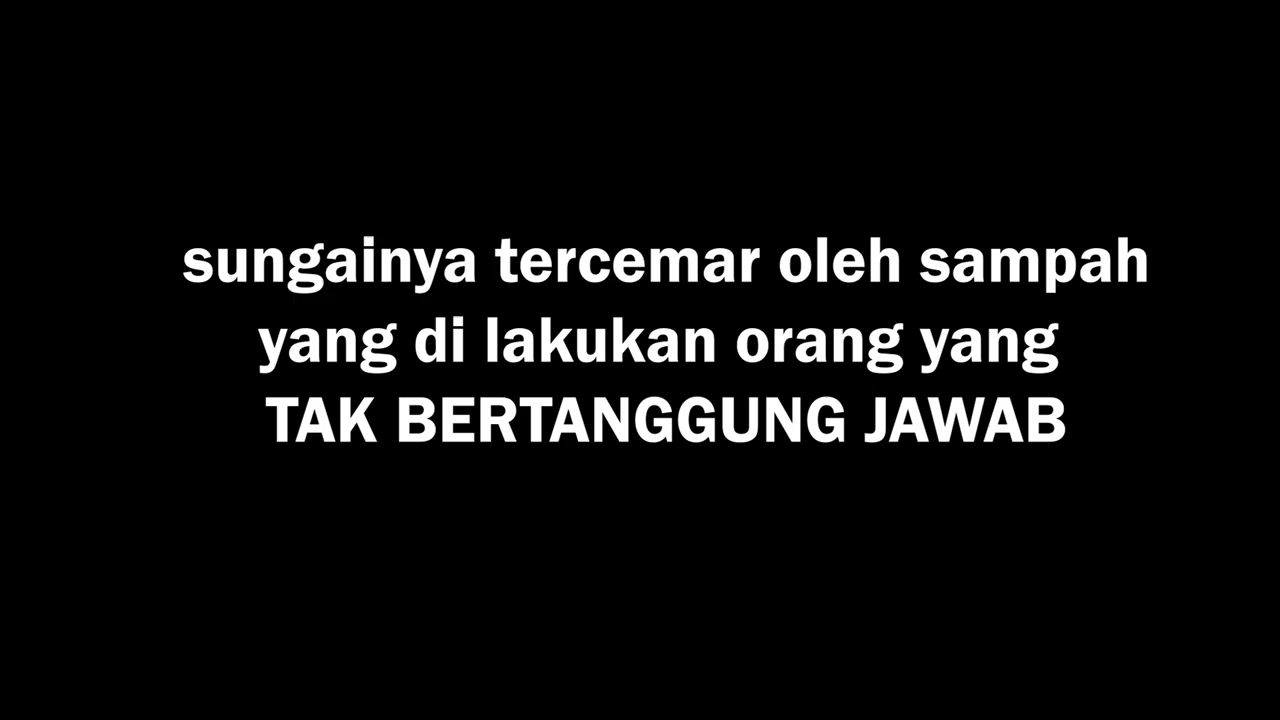 sungainya tercemar oleh sampah
yang di lakukan orang yang
TAK BERTANGGUNG JAWAB